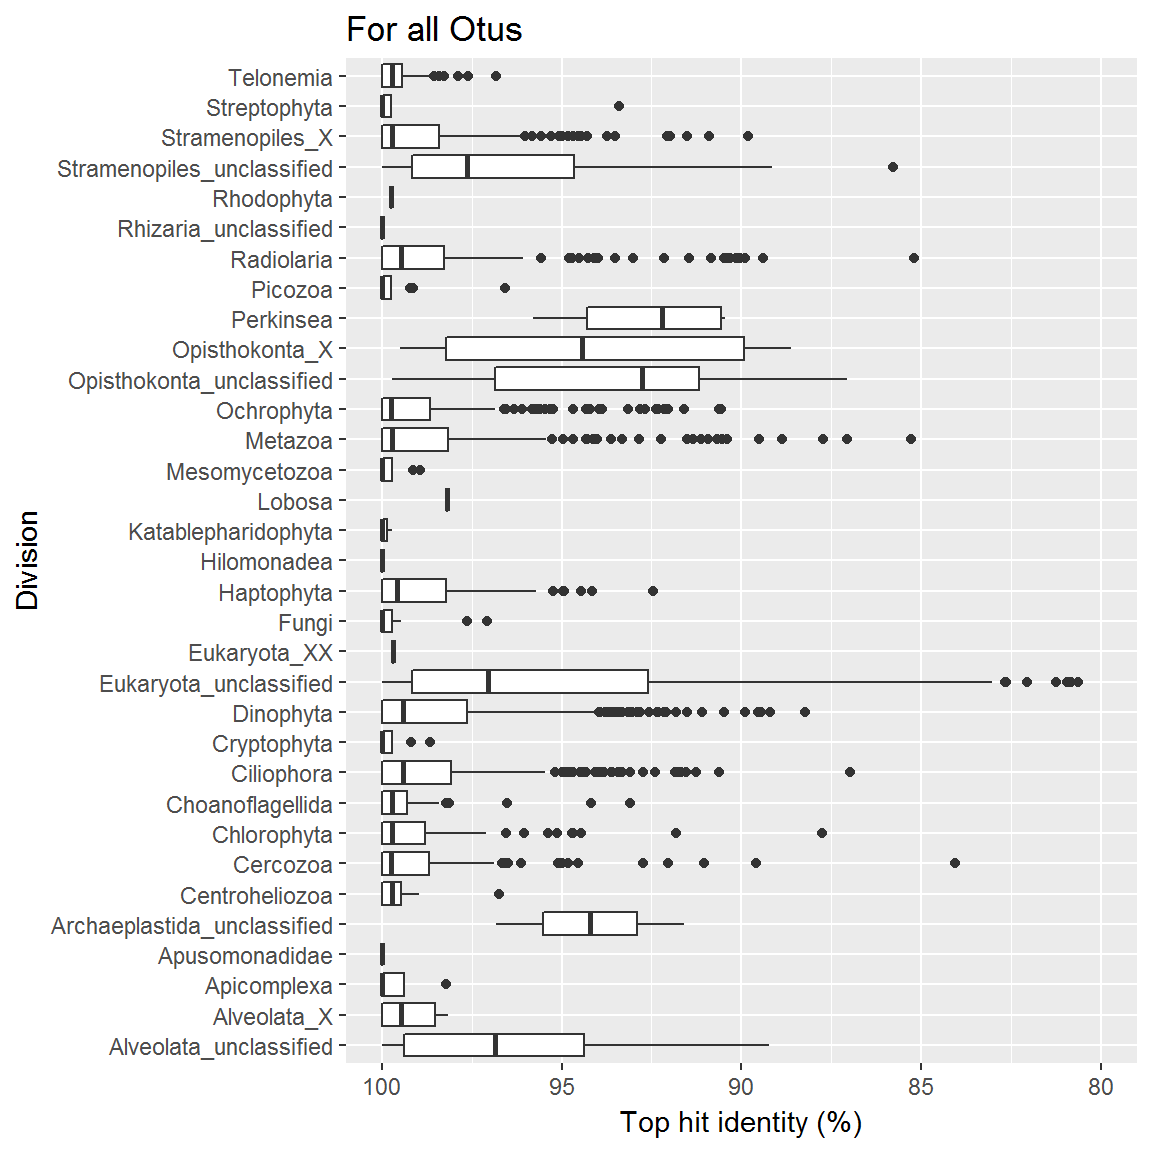 For all Otus
Division
Telonemia
Streptophyta
Stramenopiles_X
Stramenopiles_unclassified
Rhodophyta
Rhizaria_unclassified
Radiolaria
Picozoa
Perkinsea
Opisthokonta_X
Opisthokonta_unclassified
Ochrophyta
Metazoa
Mesomycetozoa
Lobosa
Katablepharidophyta
Hilomonadea
Haptophyta
Fungi
Eukaryota_XX
Eukaryota_unclassified
Dinophyta
Cryptophyta
Ciliophora
Choanoflagellida
Chlorophyta
Cercozoa
Centroheliozoa
Archaeplastida_unclassified
Apusomonadidae
Apicomplexa
Alveolata_X
Alveolata_unclassified
100 95 90 85 80
Top hit identity (%)